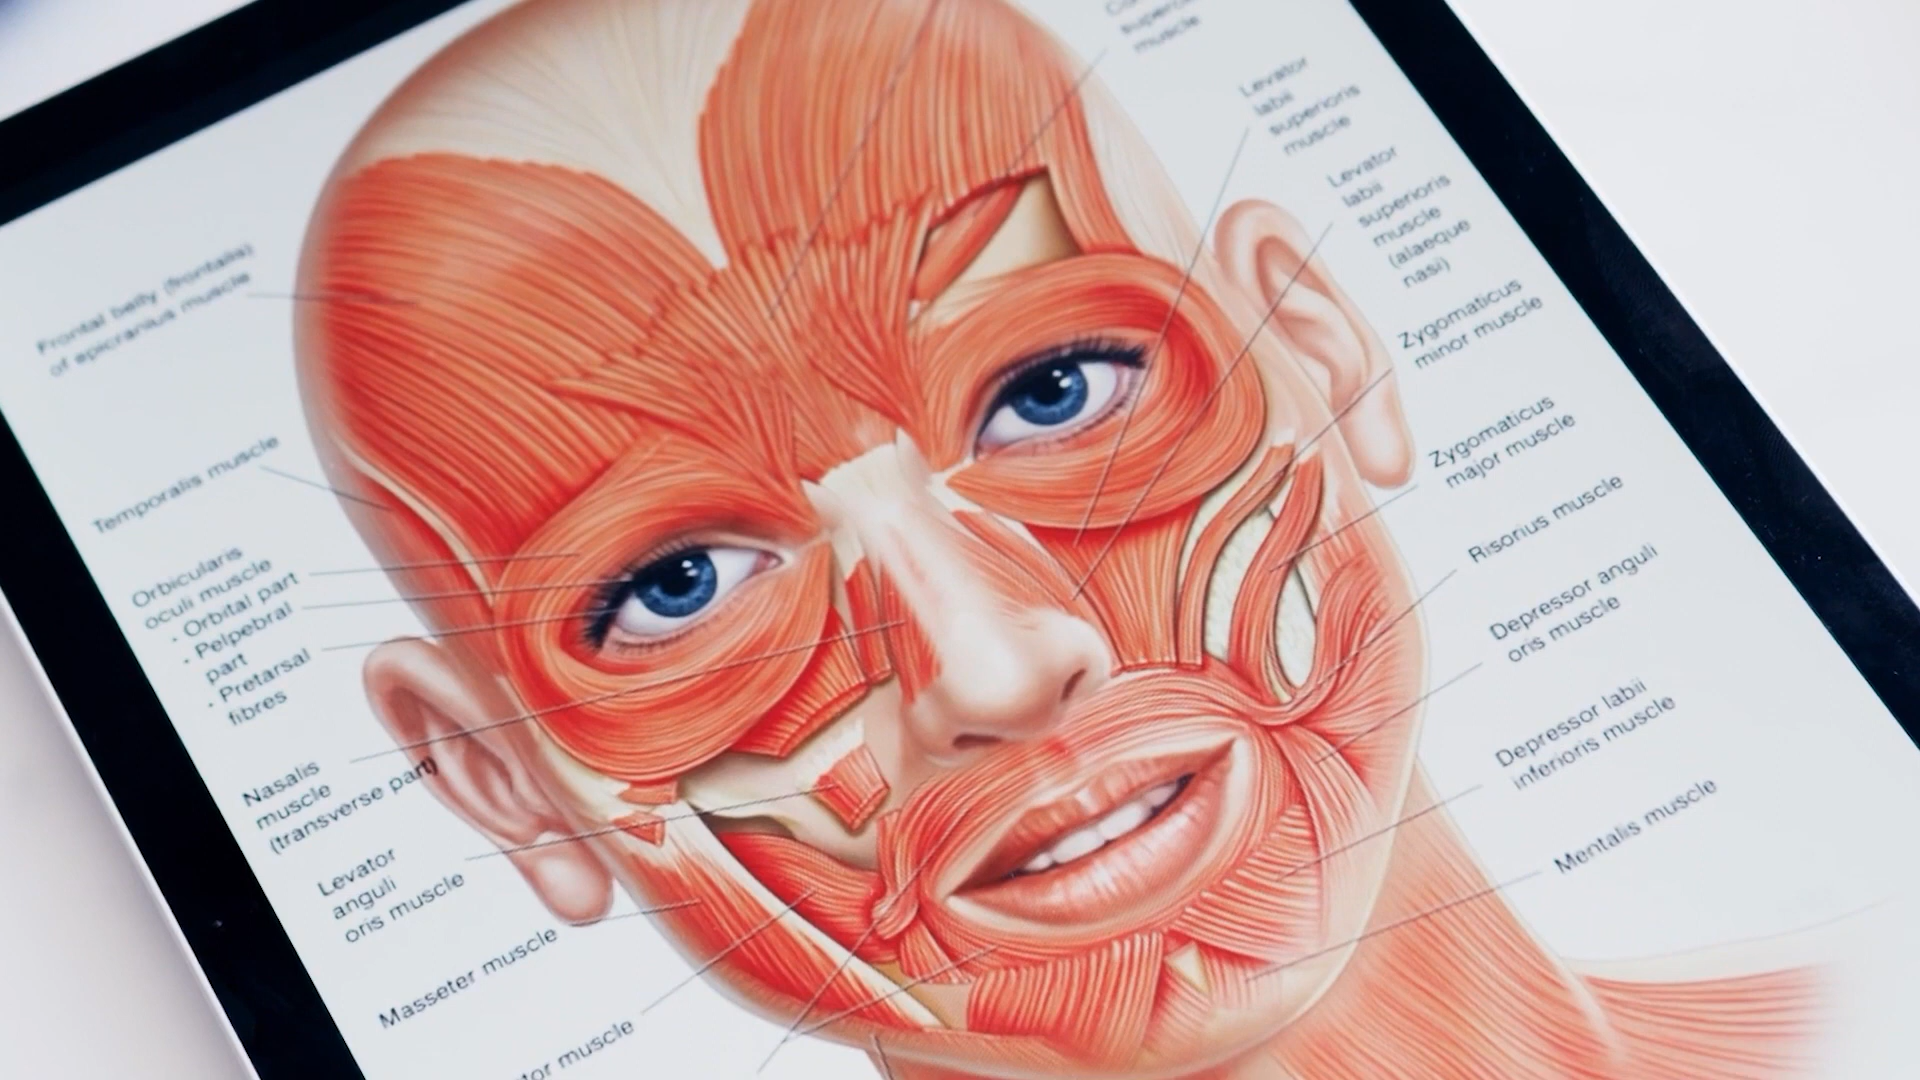 Frontal belly (frontalis)
of epicranius muscle
Temporalis muscle
Orbicularis
oculi muscle
· Orbital part
· Pelpebral
part
· Pretarsal
fibres
Nasalis
muscle
(transverse part)
Levator
anguli
oris muscle
Masseter muscle
muscle
muscle
Levator
labii
superioris
muscle
Levator
labii
superioris
muscle
(alaeque
nasi)
Zygomaticus
minor muscle
Zygomaticus
major muscle
Risorius muscle
Depressor anguli
oris muscle
Depressor labii
inferioris muscle
Mentalis muscle